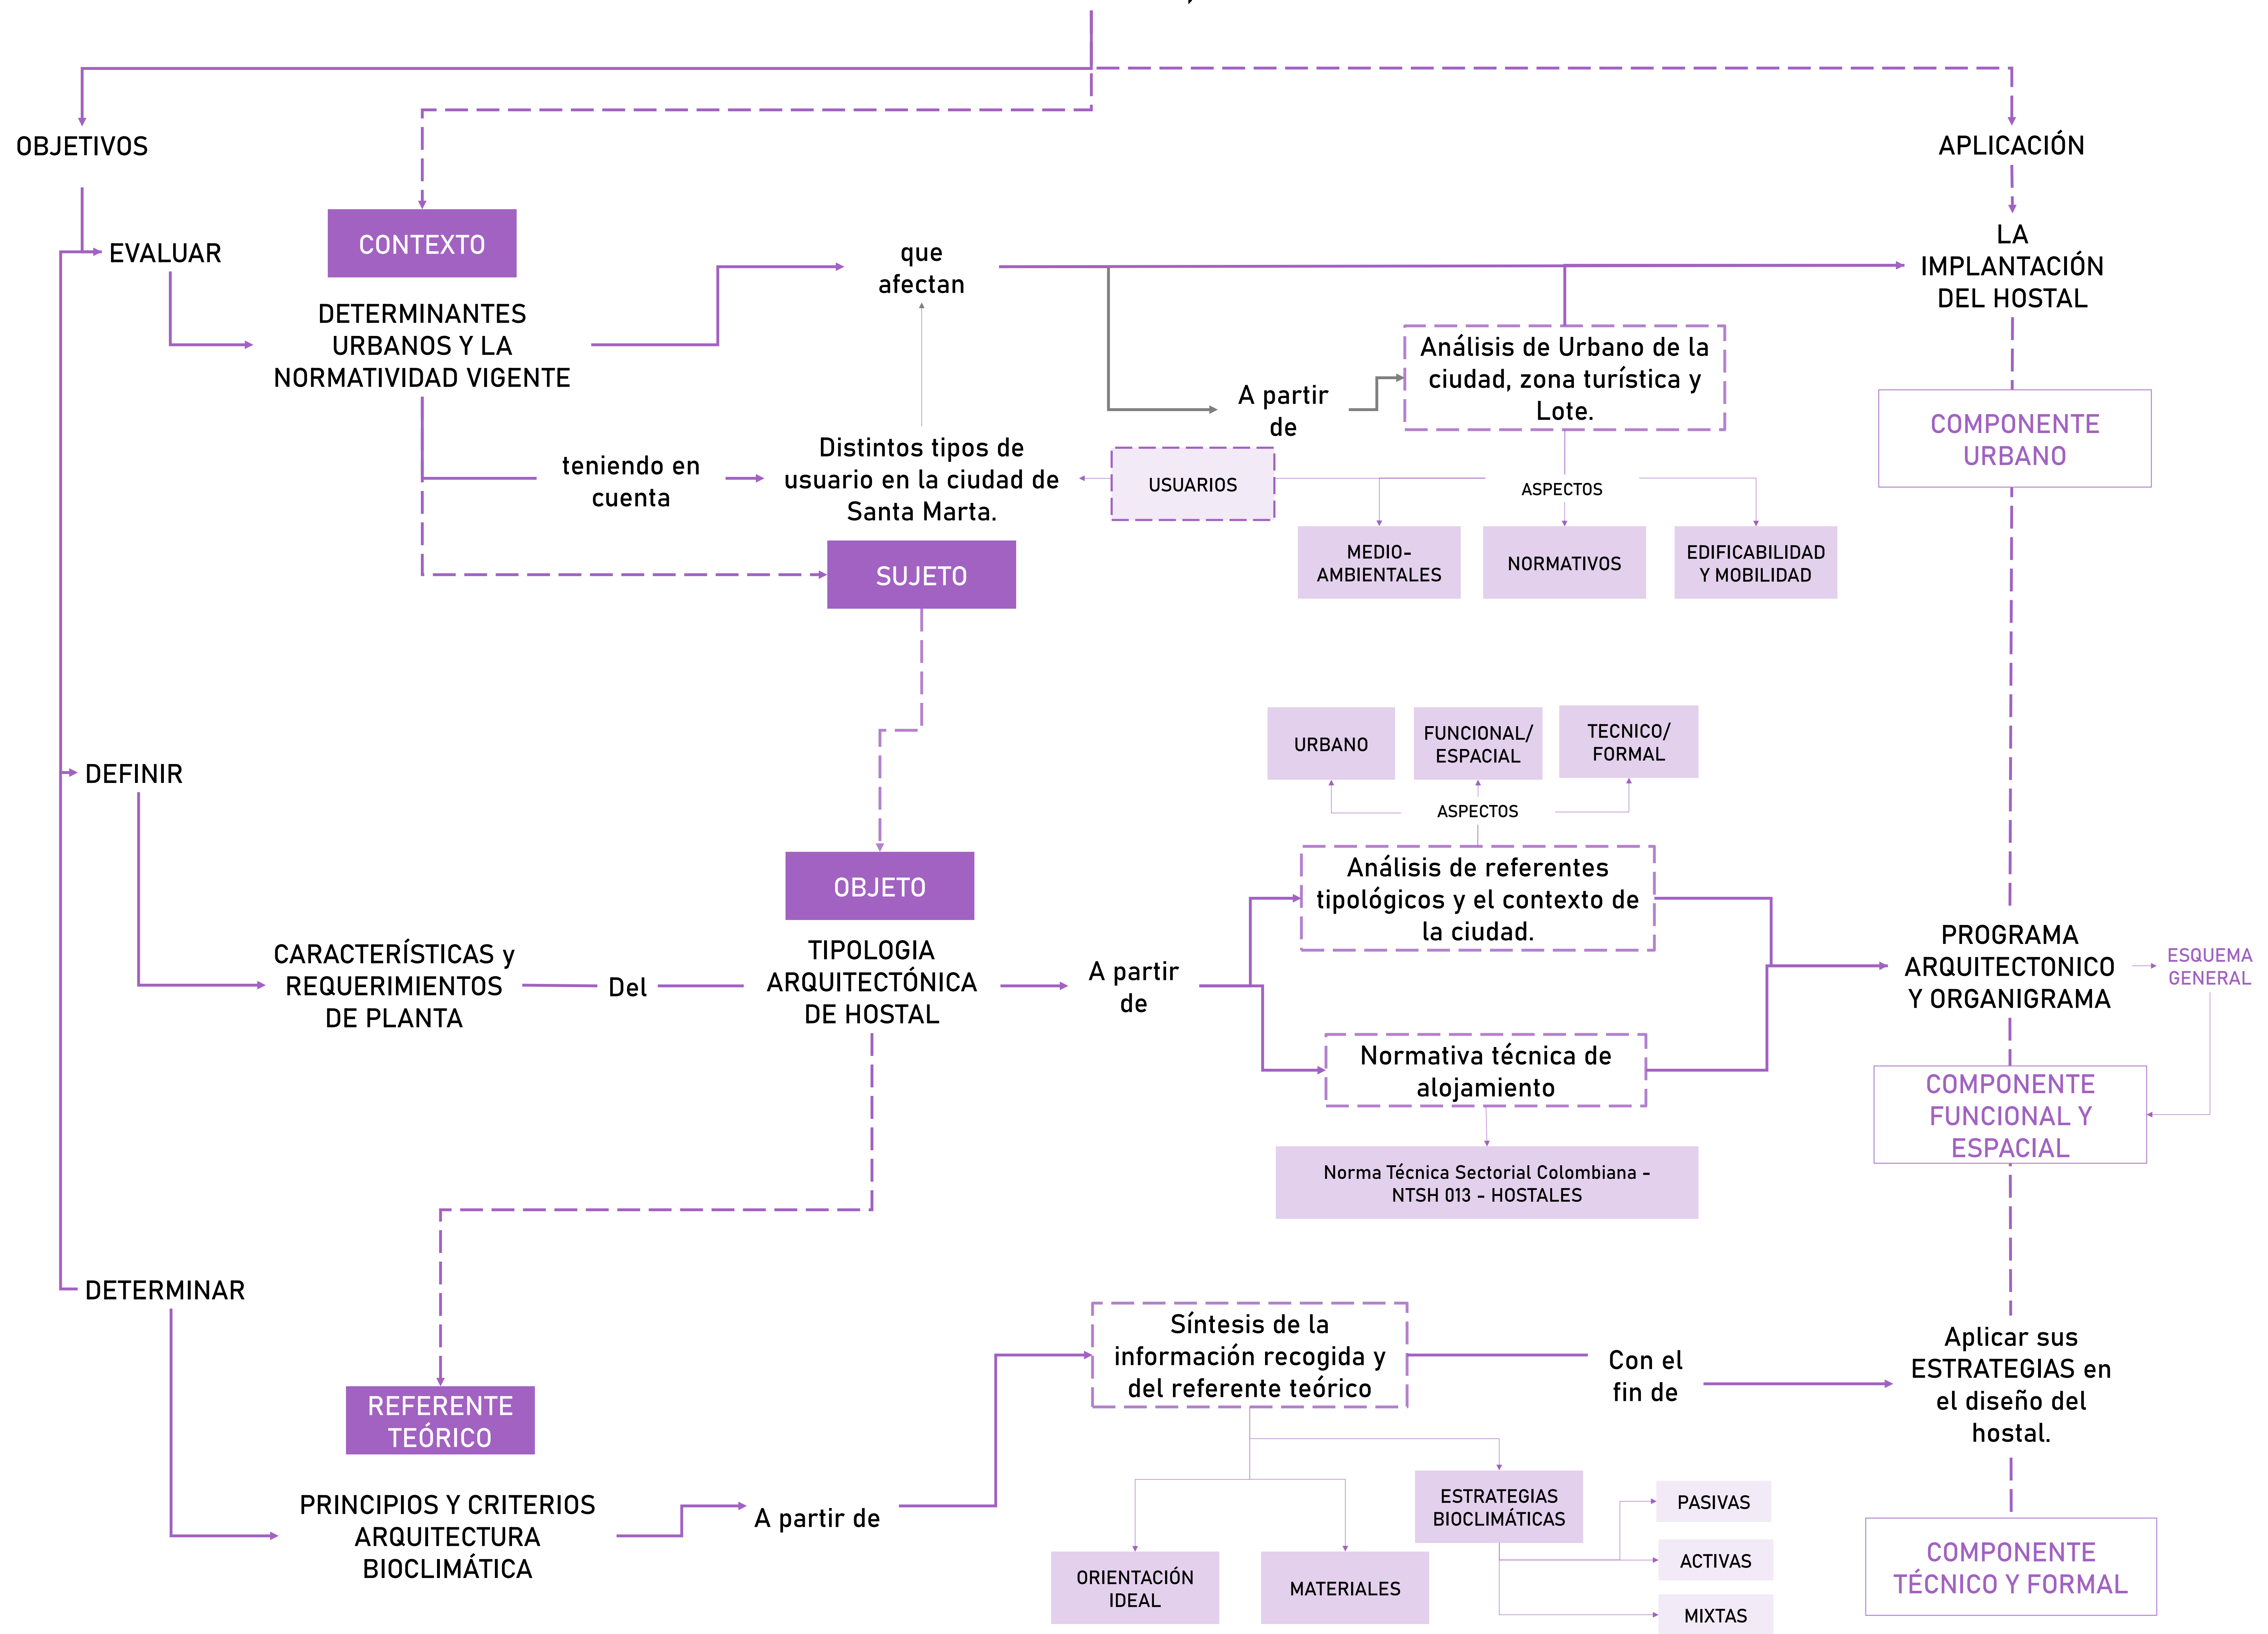 OBJETIVOS
APLICACIÓN
EVALUAR
CONTEXTO
DETERMINANTES
URBANOS Y LA
NORMATIVIDAD VIGENTE
que
afectan
LA
IMPLANTACIÓN
DEL HOSTAL
A partir
de
Análisis de Urbano de la
ciudad, zona turística y
Lote.
COMPONENTE
URBANO
teniendo en
cuenta
Distintos tipos de
usuario en la ciudad de
Santa Marta.
USUARIOS
ASPECTOS
MEDIO-
AMBIENTALES
NORMATIVOS
EDIFICABILIDAD
Y MOBILIDAD
SUJETO
DEFINIR
URBANO
FUNCIONAL/
ESPACIAL
TECNICO/
FORMAL
ASPECTOS
OBJETO
Análisis de referentes
tipológicos y el contexto de
la ciudad.
CARACTERÍSTICAS y
REQUERIMIENTOS
DE PLANTA
Del
TIPOLOGIA
ARQUITECTÓNICA
DE HOSTAL
A partir
de
PROGRAMA
ARQUITECTONICO
Y ORGANIGRAMA
ESQUEMA
GENERAL
Normativa técnica de
alojamiento
COMPONENTE
FUNCIONAL Y
ESPACIAL
Norma Técnica Sectorial Colombiana -
NTSH 013 - HOSTALES
DETERMINAR
REFERENTE
TEÓRICO
Síntesis de la
información recogida y
del referente teórico
Con el
fin de
Aplicar sus
ESTRATEGIAS en
el diseño del
hostal.
PRINCIPIOS Y CRITERIOS
ARQUITECTURA
BIOCLIMÁTICA
A partir de
ESTRATEGIAS
BIOCLIMÁTICAS
PASIVAS
ACTIVAS
MIXTAS
ORIENTACIÓN
IDEAL
MATERIALES
COMPONENTE
TÉCNICO Y FORMAL